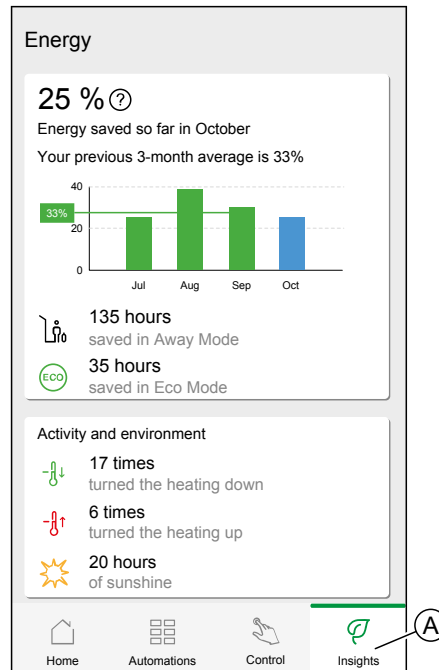 Energy
25 % ?
Energy saved so far in October
Your previous 3-month average is 33%
40
33%
20
0
Jul Aug Sep Oct
135 hours
saved in Away Mode
ECO
35 hours
saved in Eco Mode
Activity and environment
17 times
turned the heating down
6 times
turned the heating up
20 hours
of sunshine
A
Home Automations Control Insights